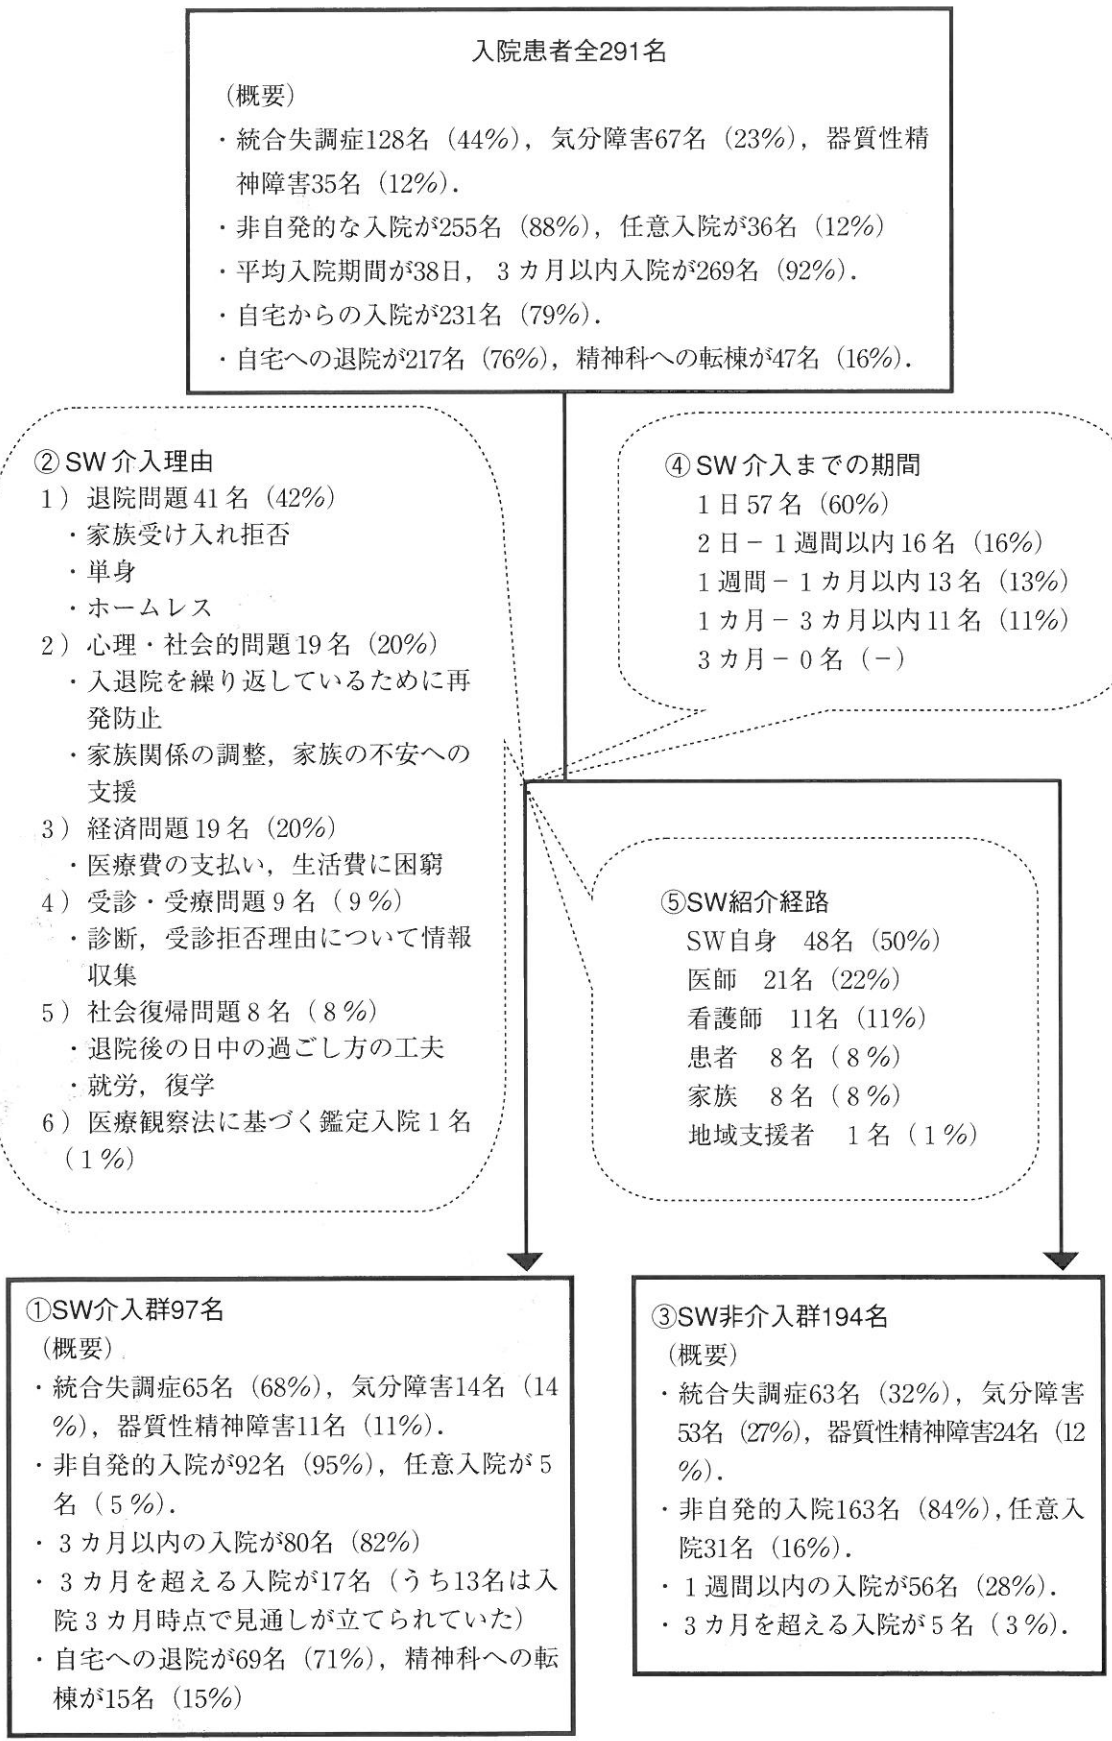 入院患者全291名
（概要）
・統合失調症128名（44%），気分障害67名（23%），器質性精
神障害35名（12%）．
・非自発的な入院が255名（88%），任意入院が36名（12%）
・平均入院期間が38日，３カ月以内入院が269名（92%）．
・自宅からの入院が231名（79%）．
・自宅への退院が217名（76%），精神科への転棟が47名（16%）．
②SW介入理由
1）退院問題41名（42%）
・家族受け入れ拒否
・単身
・ホームレス
2）心理・社会的問題19名（20%）
・入退院を繰り返しているために再
発防止
・家族関係の調整，家族の不安への
支援
3）経済問題19名（20%）
・医療費の支払い，生活費に困窮
4）受診・受療問題9名（9%）
・診断，受診拒否理由について情報
収集
5）社会復帰問題8名（8%）
・退院後の日中の過ごし方の工夫
・就労，復学
6）医療観察法に基づく鑑定入院1名
（1%）
④SW介入までの期間
1日57名（60%）
2日－1週間以内16名（16%）
1週間－1カ月以内13名（13%）
1カ月－3カ月以内11名（11%）
3カ月－0名（－）
⑤SW紹介経路
SW自身　48名（50%）
医師　21名（22%）
看護師　11名（11%）
患者　8名（8%）
家族　8名（8%）
地域支援者　1名（1%）
①SW介入群97名
（概要）
・統合失調症65名（68%），気分障害14名（14
%），器質性精神障害11名（11%）．
・非自発的入院が92名（95%），任意入院が5
名（5%）．
・3カ月以内の入院が80名（82%）
・3カ月を超える入院が17名（うち13名は入
院3カ月時点で見通しが立てられていた）
・自宅への退院が69名（71%），精神科への転
棟が15名（15%）
③SW非介入群194名
（概要）
・統合失調症63名（32%），気分障害
53名（27%），器質性精神障害24名（12
%）．
・非自発的入院163名（84%），任意入
院31名（16%）．
・1週間以内の入院が56名（28%）．
・3カ月を超える入院が5名（3%）．